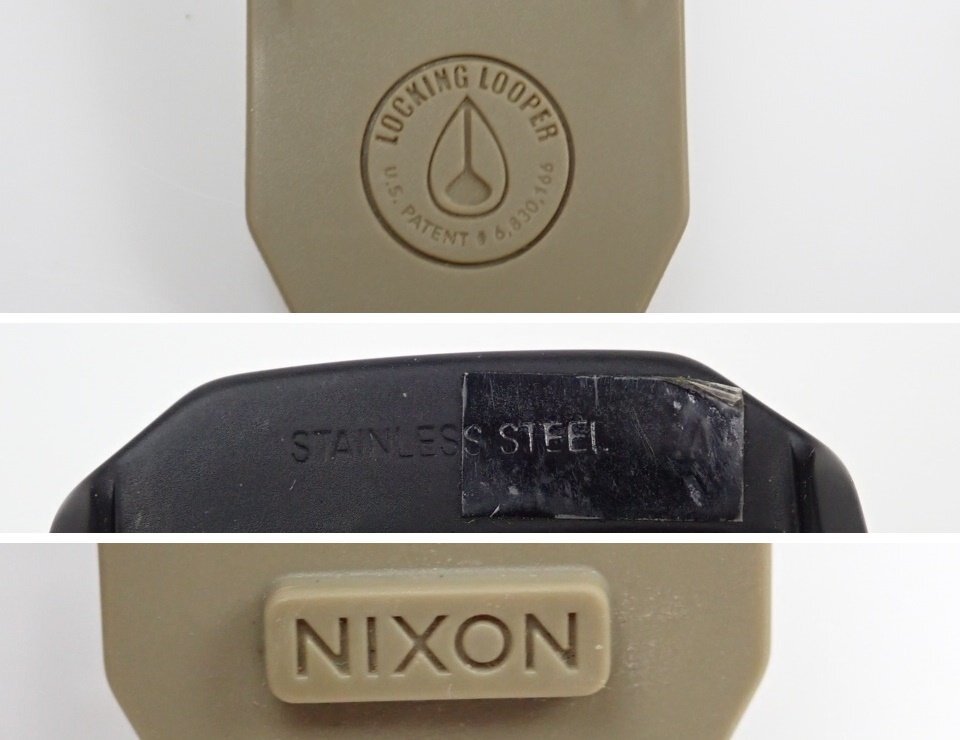 LOCKING LOOPER
U.S. PATENT # 6,830,166
STAINLESS STEEL
NIXON